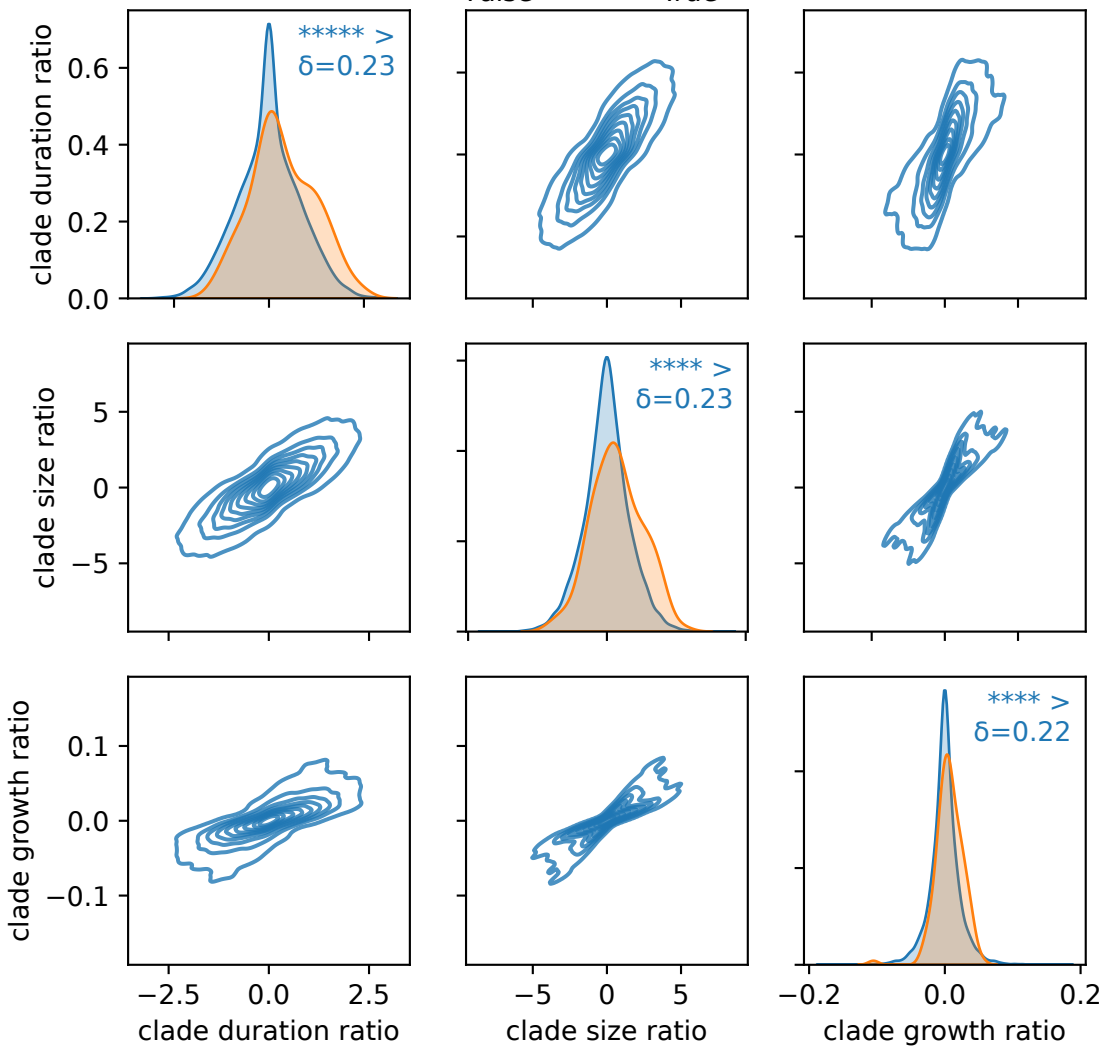 clade duration ratio
0.6
0.4
0.2
0.0
***** >
δ=0.23
clade size ratio
5
0
−5
**** >
δ=0.23
clade growth ratio
0.1
0.0
−0.1
**** >
δ=0.22
−2.5 0.0 2.5
−5 0 5
−0.2 0.0 0.2
clade duration ratio
clade size ratio
clade growth ratio